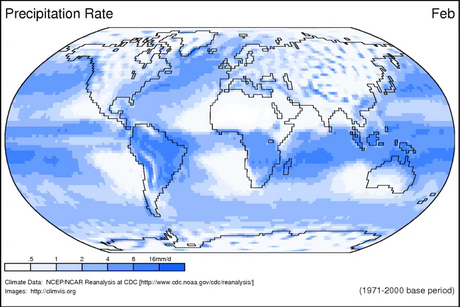 Precipitation Rate
Feb
.5 1 2 4 8 16mm/d
Climate Data: NCEP/NCAR Reanalysis at CDC [http://www.cdc.noaa.gov/cdc/reanalysis/]
Images: http://climvis.org
(1971-2000 base period)